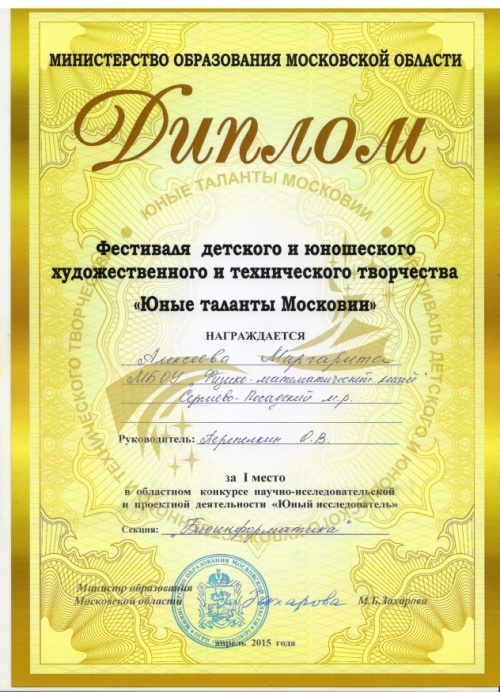 МИНИСТЕРСТВО ОБРАЗОВАНИЯ МОСКОВСКОЙ ОБЛАСТИ
Диплом
ЮНЫЕ ТАЛАНТЫ МОСКОВИИ
Фестиваля детского и юношеского
художественного и технического творчества
«Юные таланты Московии»
НАГРАЖДАЕТСЯ
Алексеева Маргарита
МБОУ "Физико-математический лицей"
Сергиево-Посадский м.р.
Руководитель: Перепелкин О.В.
за I место
в областном конкурсе научно-исследовательской
и проектной деятельности «Юный исследователь»
Секция: "Биоинформатика"
Министр образования
Московской области
Захарова
М.Б.Захарова
апрель 2015 года